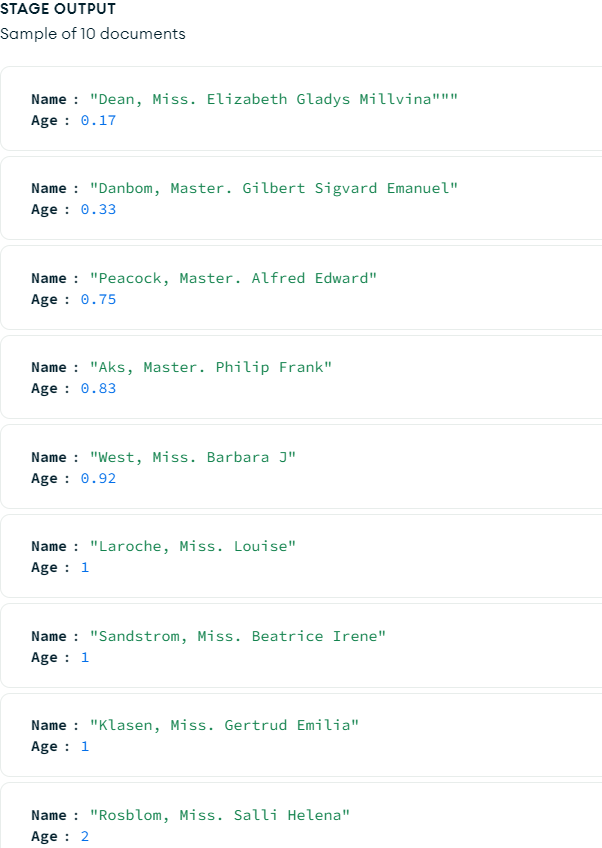 STAGE OUTPUT
Sample of 10 documents
Name : "Dean, Miss. Elizabeth Gladys Millvina"""
Age : 0.17
Name : "Danbom, Master. Gilbert Sigvard Emanuel"
Age : 0.33
Name : "Peacock, Master. Alfred Edward"
Age : 0.75
Name : "Aks, Master. Philip Frank"
Age : 0.83
Name : "West, Miss. Barbara J"
Age : 0.92
Name : "Laroche, Miss. Louise"
Age : 1
Name : "Sandstrom, Miss. Beatrice Irene"
Age : 1
Name : "Klasen, Miss. Gertrud Emilia"
Age : 1
Name : "Rosblom, Miss. Salli Helena"
Age : 2